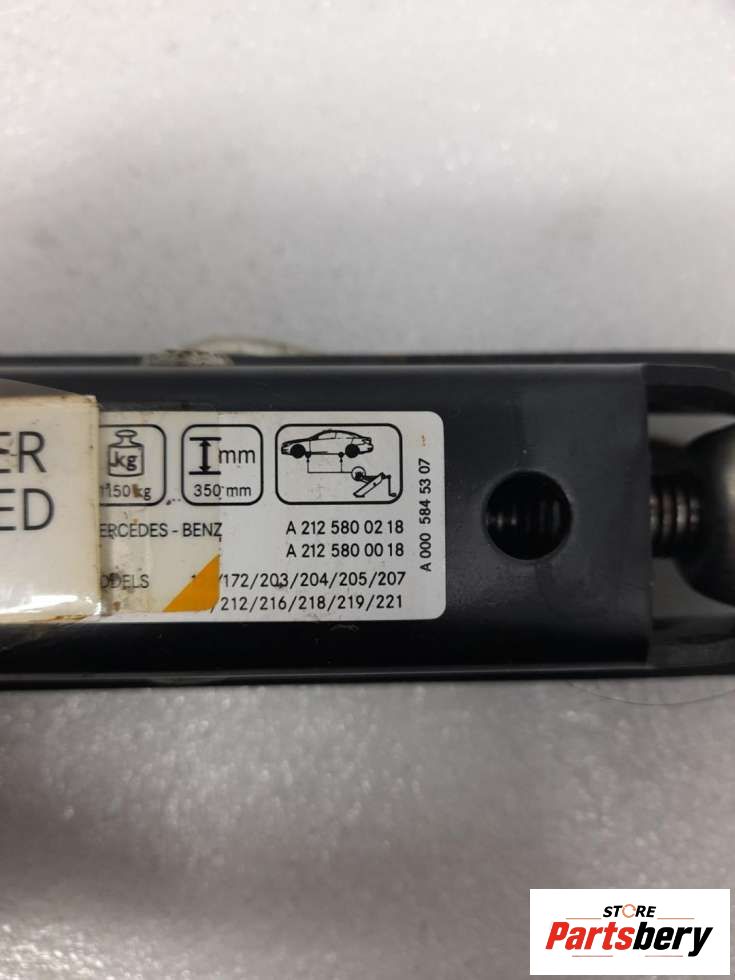 ER
ED
kg
150 kg
mm
350 mm
ERCEDES - BENZ
A 212 580 02 18
A 212 580 00 18
ODELS /172/203/204/205/207
/212/216/218/219/221
A 000 584 53 07
STORE
Partsbery